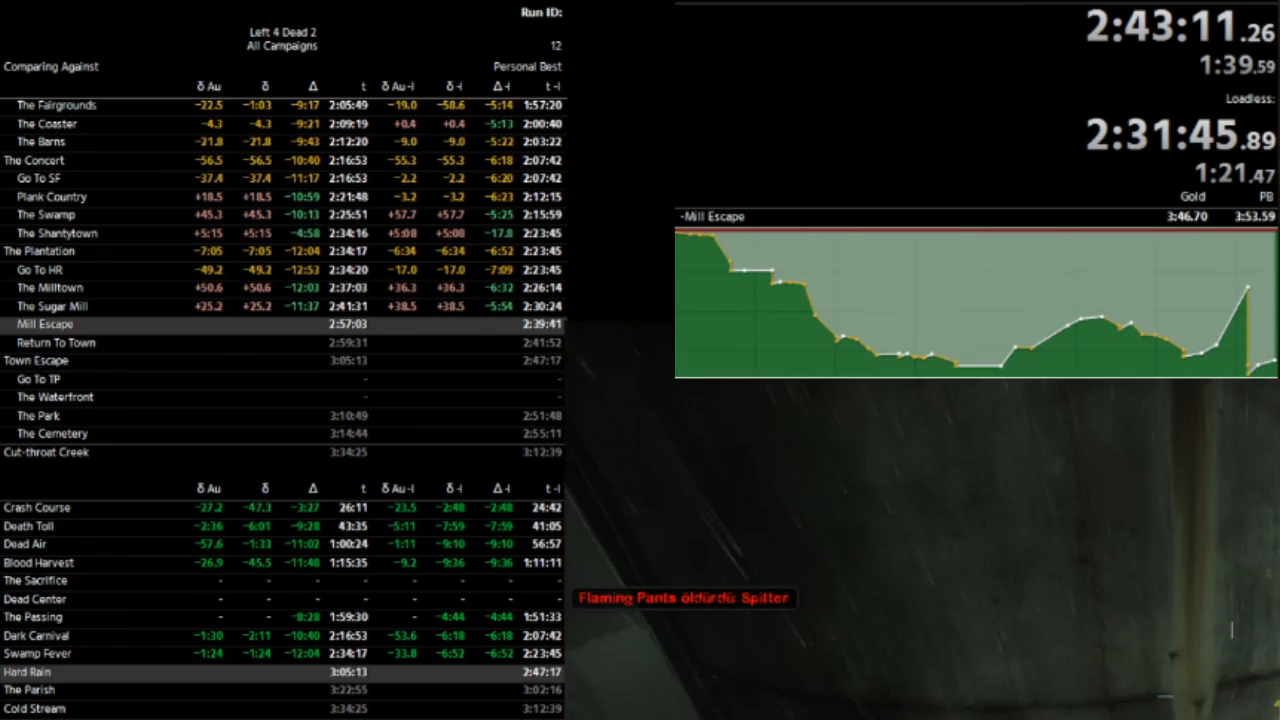 Run ID:
Left 4 Dead 2
All Campaigns 12
Comparing Against Personal Best
δ Au δ Δ t δ Au-l δ -l Δ -l t -l
The Fairgrounds −22.5 −1:03 −9:17 2:05:49 −19.0 −58.6 −5:14 1:57:20
The Coaster −4.3 −4.3 −9:21 2:09:19 +0.4 +0.4 −5:13 2:00:40
The Barns −21.8 −21.8 −9:43 2:12:20 −9.0 −9.0 −5:22 2:03:22
The Concert −56.5 −56.5 −10:40 2:16:53 −55.3 −55.3 −6:18 2:07:42
Go To SF −37.4 −37.4 −11:17 2:16:53 −2.2 −2.2 −6:20 2:07:42
Plank Country +18.5 +18.5 −10:59 2:21:48 −3.2 −3.2 −6:23 2:12:15
The Swamp +45.3 +45.3 −10:13 2:25:51 +57.7 +57.7 −5:25 2:15:59
The Shantytown +5:15 +5:15 −4:58 2:34:16 +5:08 +5:08 −17.8 2:23:45
The Plantation −7:05 −7:05 −12:04 2:34:17 −6:34 −6:34 −6:52 2:23:45
Go To HR −49.2 −49.2 −12:53 2:34:20 −17.0 −17.0 −7:09 2:23:45
The Milltown +50.6 +50.6 −12:03 2:37:03 +36.3 +36.3 −6:32 2:26:14
The Sugar Mill +25.2 +25.2 −11:37 2:41:31 +38.5 +38.5 −5:54 2:30:24
Mill Escape 2:57:03 2:39:41
Return To Town 2:59:31 2:41:52
Town Escape 3:05:13 2:47:17
Go To TP - -
The Waterfront - -
The Park 3:10:49 2:51:48
The Cemetery 3:14:44 2:55:11
Cut-throat Creek 3:34:25 3:12:39
δ Au δ Δ t δ Au-l δ -l Δ -l t -l
Crash Course −27.2 −47.3 −3:27 26:11 −23.5 −2:48 −2:48 24:42
Death Toll −2:36 −6:01 −9:28 43:35 −5:11 −7:59 −7:59 41:05
Dead Air −57.6 −1:33 −11:02 1:00:24 −1:11 −9:10 −9:10 56:57
Blood Harvest −26.9 −45.5 −11:48 1:15:35 −9.2 −9:36 −9:36 1:11:11
The Sacrifice - - - - - - - -
Dead Center - - - - - - - -
The Passing - - −8:28 1:59:30 - −4:44 −4:44 1:51:33
Dark Carnival −1:30 −2:11 −10:40 2:16:53 −53.6 −6:18 −6:18 2:07:42
Swamp Fever −1:24 −1:24 −12:04 2:34:17 −33.8 −6:52 −6:52 2:23:45
Hard Rain 3:05:13 2:47:17
The Parish 3:22:55 3:02:16
Cold Stream 3:34:25 3:12:39
2:43:11.26
1:39.59
Loadless:
2:31:45.89
1:21.47
Gold PB
-Mill Escape 3:46.70 3:53.59
Flaming Pants öldürdü: Spitter